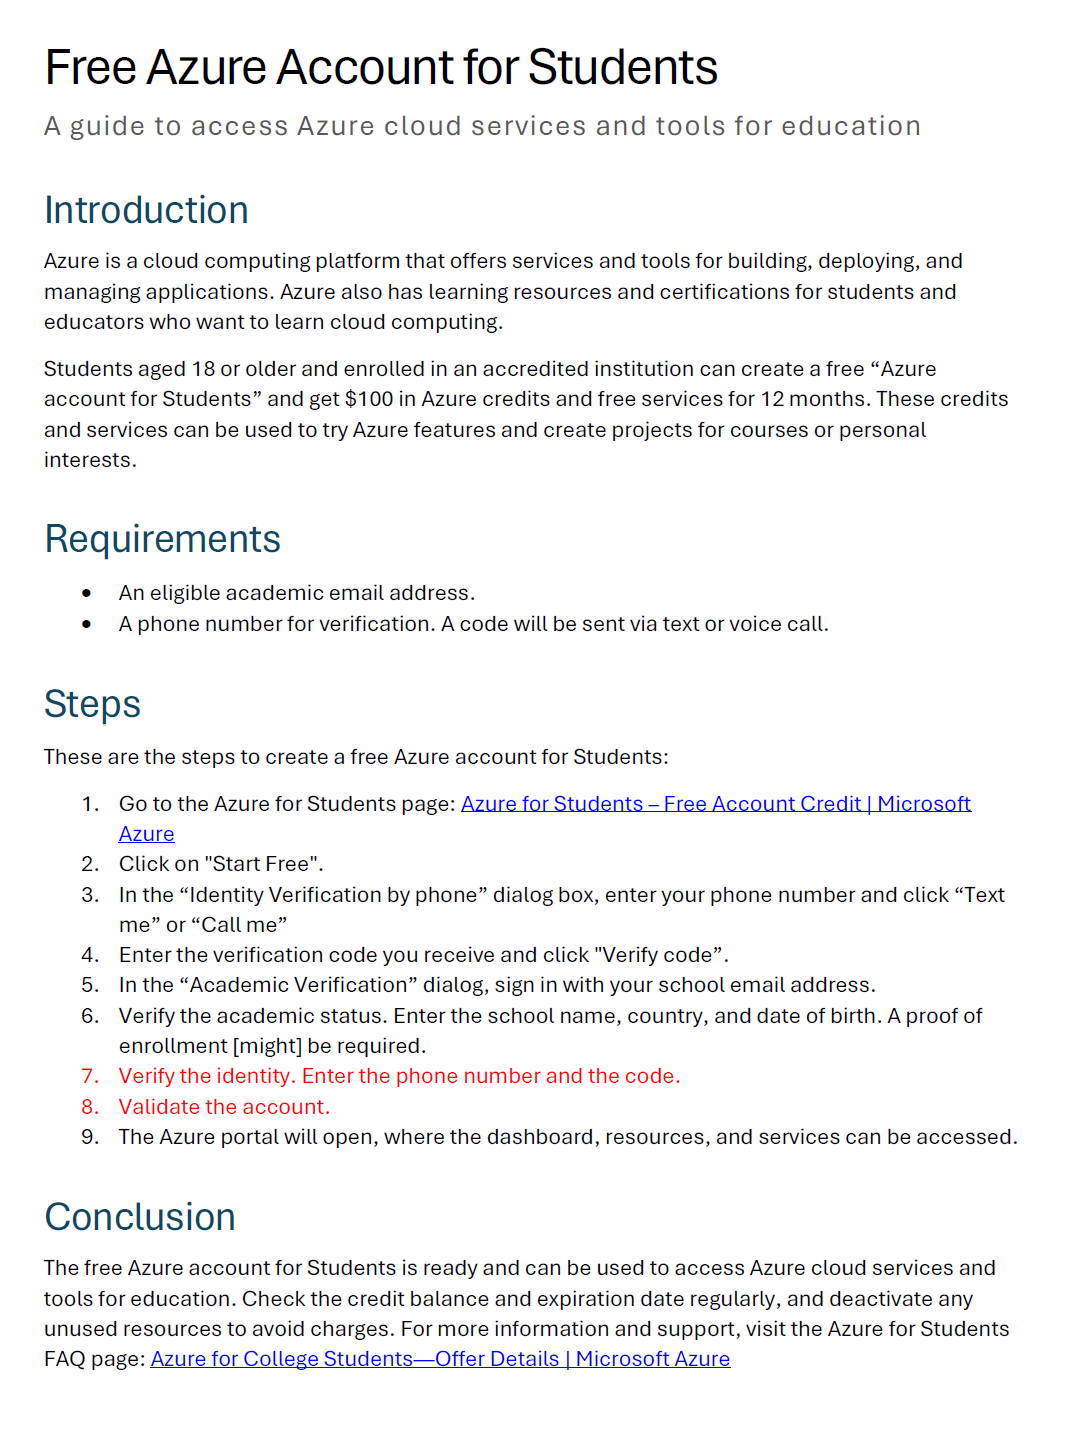 Free Azure Account for Students
A guide to access Azure cloud services and tools for education
Introduction
Azure is a cloud computing platform that offers services and tools for building, deploying, and
managing applications. Azure also has learning resources and certifications for students and
educators who want to learn cloud computing.
Students aged 18 or older and enrolled in an accredited institution can create a free “Azure
account for Students” and get $100 in Azure credits and free services for 12 months. These credits
and services can be used to try Azure features and create projects for courses or personal
interests.
Requirements
• An eligible academic email address.
• A phone number for verification. A code will be sent via text or voice call.
Steps
These are the steps to create a free Azure account for Students:
1. Go to the Azure for Students page: Azure for Students – Free Account Credit | Microsoft
Azure
2. Click on "Start Free".
3. In the “Identity Verification by phone” dialog box, enter your phone number and click “Text
me” or “Call me”
4. Enter the verification code you receive and click "Verify code”.
5. In the “Academic Verification” dialog, sign in with your school email address.
6. Verify the academic status. Enter the school name, country, and date of birth. A proof of
enrollment [might] be required.
7. Verify the identity. Enter the phone number and the code.
8. Validate the account.
9. The Azure portal will open, where the dashboard, resources, and services can be accessed.
Conclusion
The free Azure account for Students is ready and can be used to access Azure cloud services and
tools for education. Check the credit balance and expiration date regularly, and deactivate any
unused resources to avoid charges. For more information and support, visit the Azure for Students
FAQ page: Azure for College Students—Offer Details | Microsoft Azure